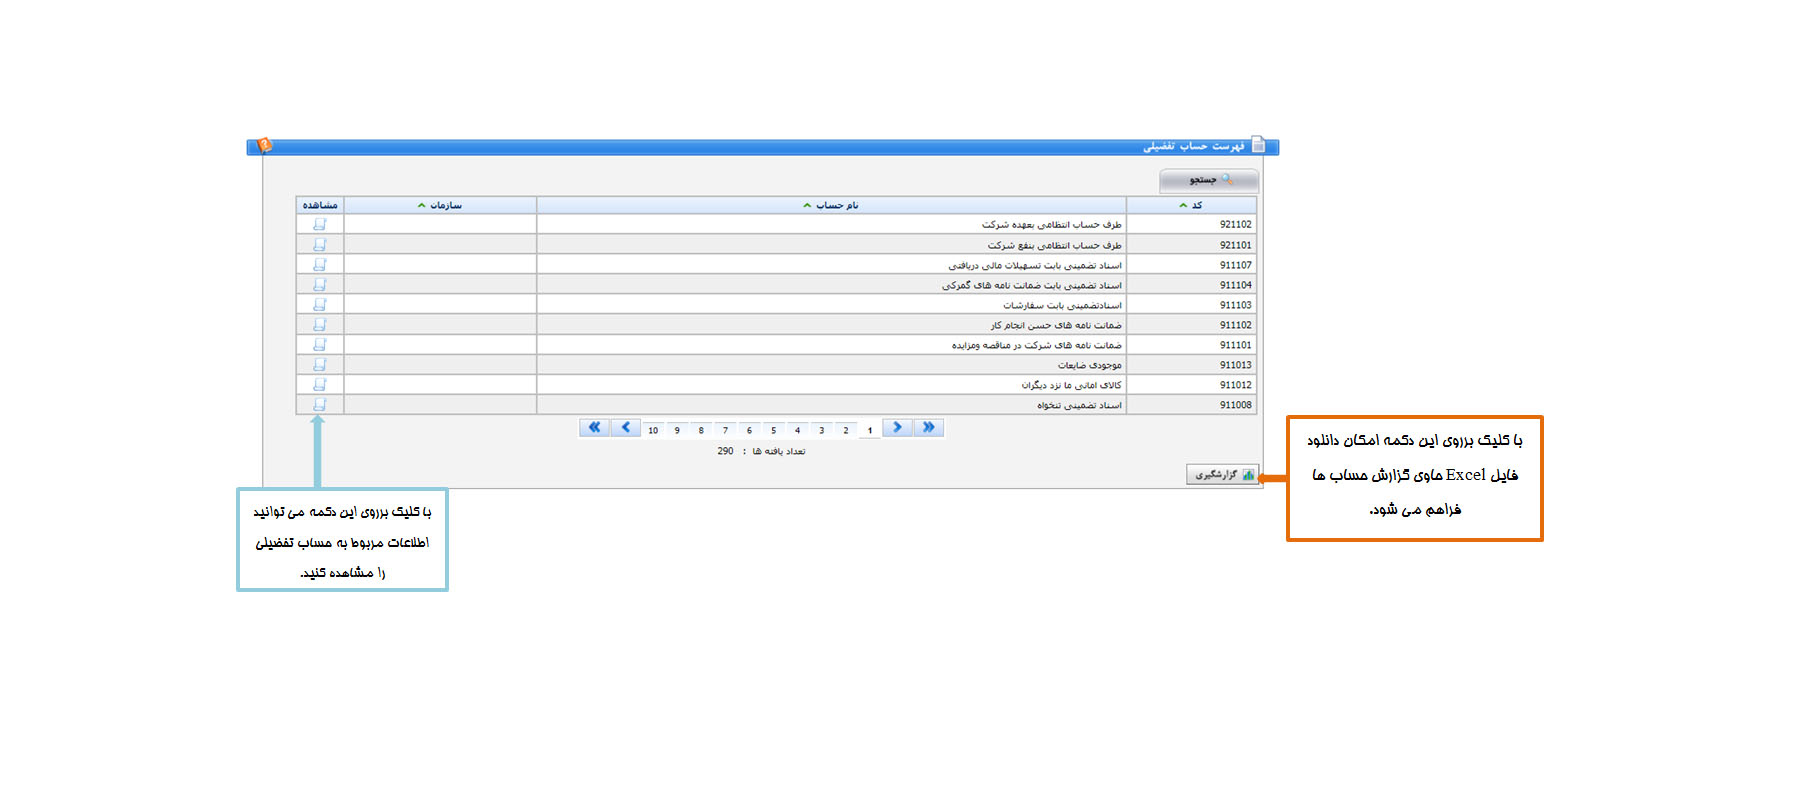 فهرست حساب تفضیلی
جستجو
کد نام حساب سازمان مشاهده
921102 طرف حساب انتظامی بعهده شرکت
921101 طرف حساب انتظامی بنفع شرکت
911107 اسناد تضمینی بابت تسهیلات مالی دریافتی
911104 اسناد تضمینی بابت ضمانت نامه های گمرکی
911103 اسنادتضمینی بابت سفارشات
911102 ضمانت نامه های حسن انجام کار
911101 ضمانت نامه های شرکت در مناقصه ومزایده
911013 موجودی ضایعات
911012 کالای امانی ما نزد دیگران
911008 اسناد تضمینی تنخواه
1 2 3 4 5 6 7 8 9 10
تعداد یافته ها : 290
گزارشگیری
با کلیک برروی این دکمه امکان دانلود
فایل Excel حاوی گزارش حساب ها
فراهم می شود.
با کلیک برروی این دکمه می توانید
اطلاعات مربوط به حساب تفضیلی
را مشاهده کنید.